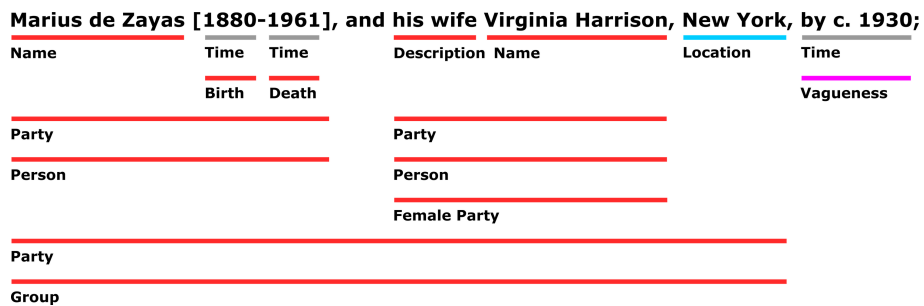 Marius de Zayas [1880-1961], and his wife Virginia Harrison, New York, by c. 1930;
Name Time Time Description Name Location Time
Birth Death Vagueness
Party Party
Person Person
Female Party
Party
Group